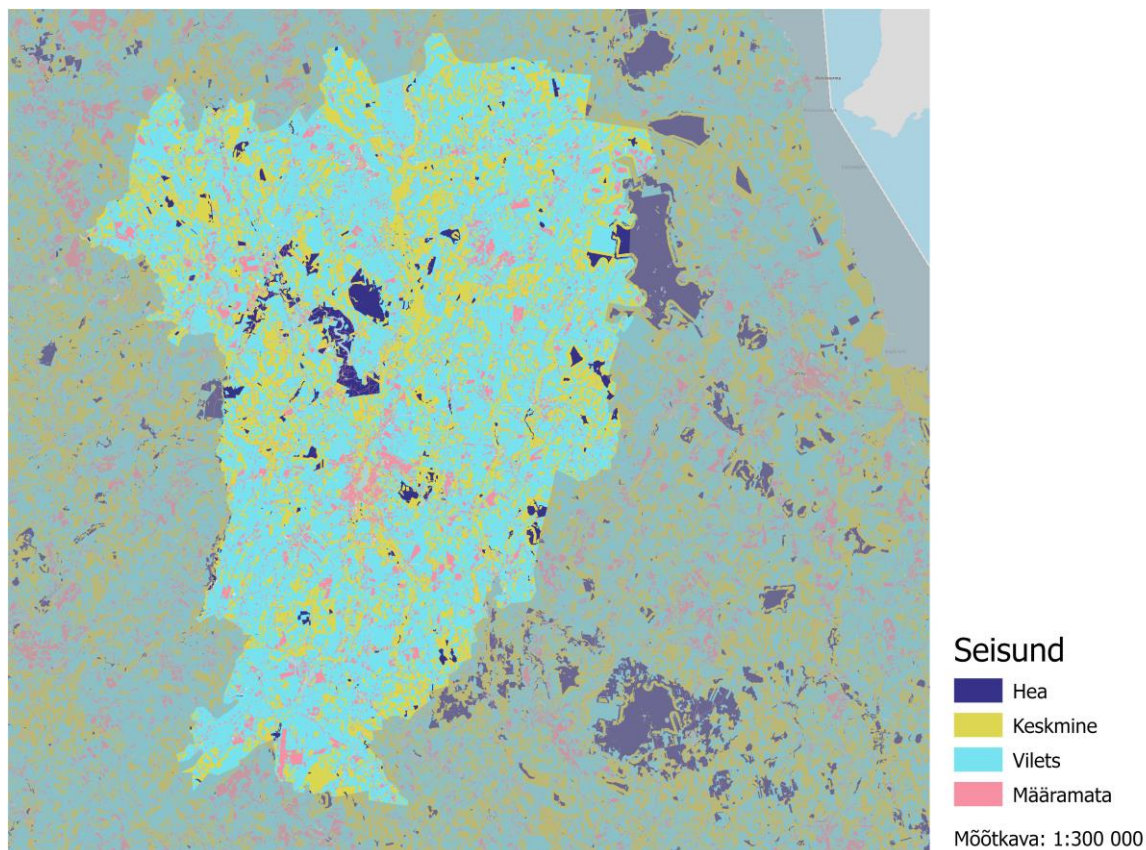 Seisund
Hea
Keskmine
Vilets
Määramata
Mõõtkava: 1:300 000